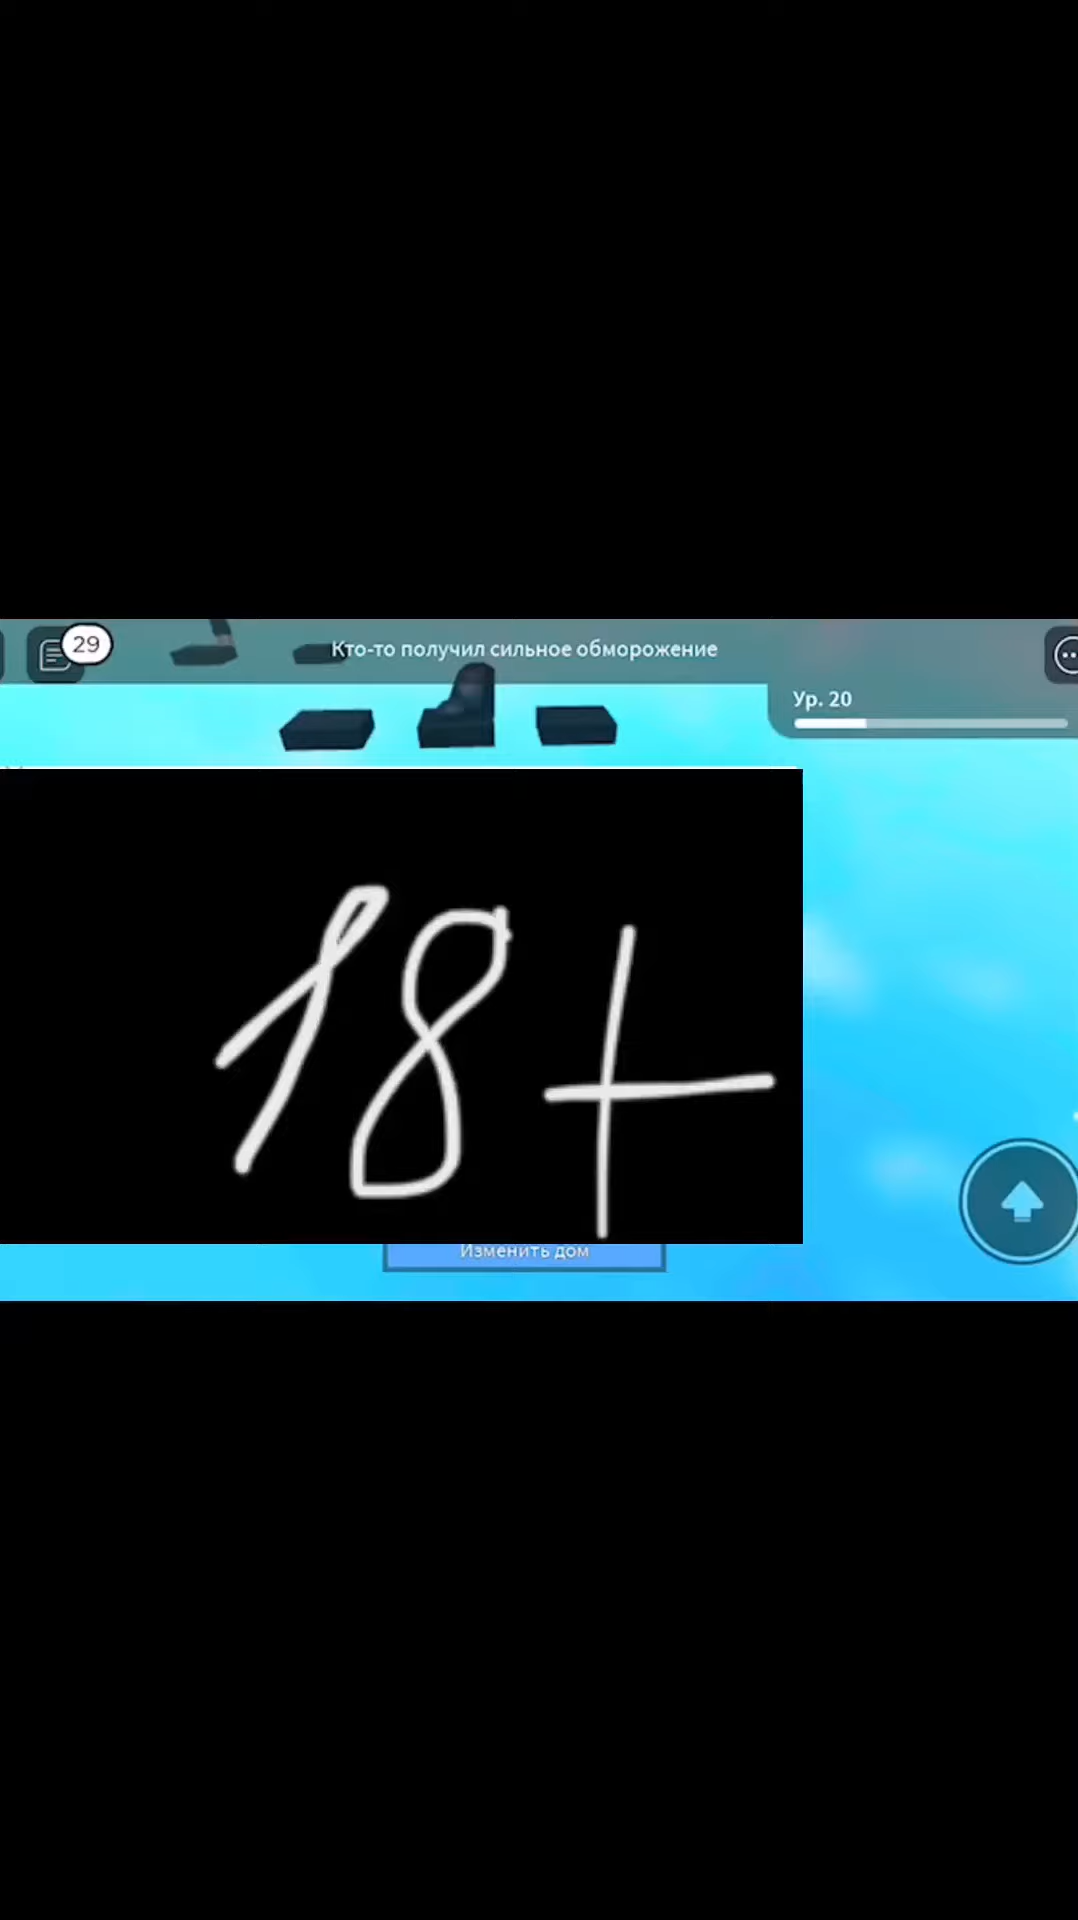 29
Кто-то получил сильное обморожение
Ур. 20
18+
Изменить дом